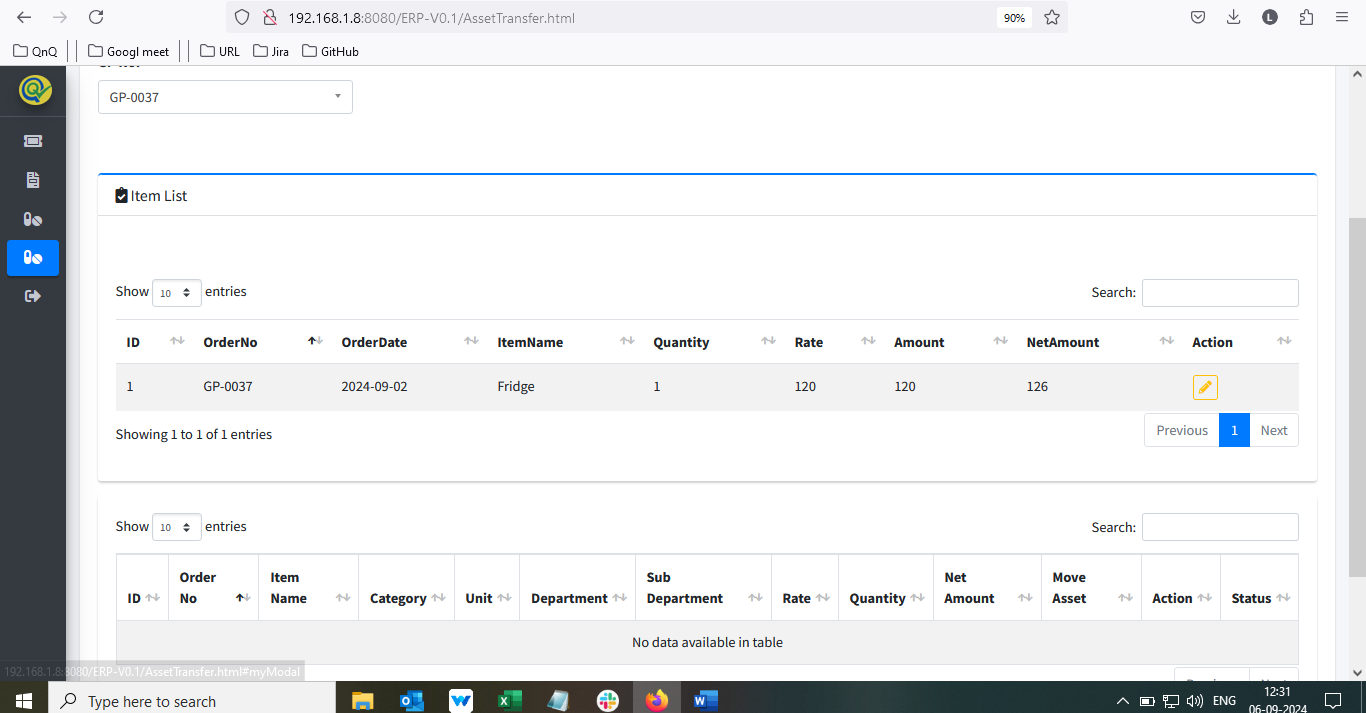 192.168.1.8:8080/ERP-V0.1/AssetTransfer.html
90%
L
QnQ
Googl meet
URL
Jira
GitHub
GP-0037
Item List
Show 10 entries
Search:
ID OrderNo OrderDate ItemName Quantity Rate Amount NetAmount Action
1 GP-0037 2024-09-02 Fridge 1 120 120 126
Showing 1 to 1 of 1 entries
Previous 1 Next
Show 10 entries
Search:
ID Order No Item Name Category Unit Department Sub Department Rate Quantity Net Amount Move Asset Action Status
No data available in table
192.168.1.8:8080/ERP-V0.1/AssetTransfer.html#myModal
Type here to search
ENG
12:31
06-09-2024